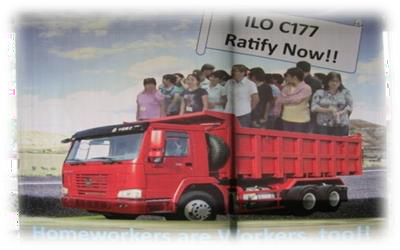 ILO C177
Ratify Now!!
Homeworkers are Workers, too!!